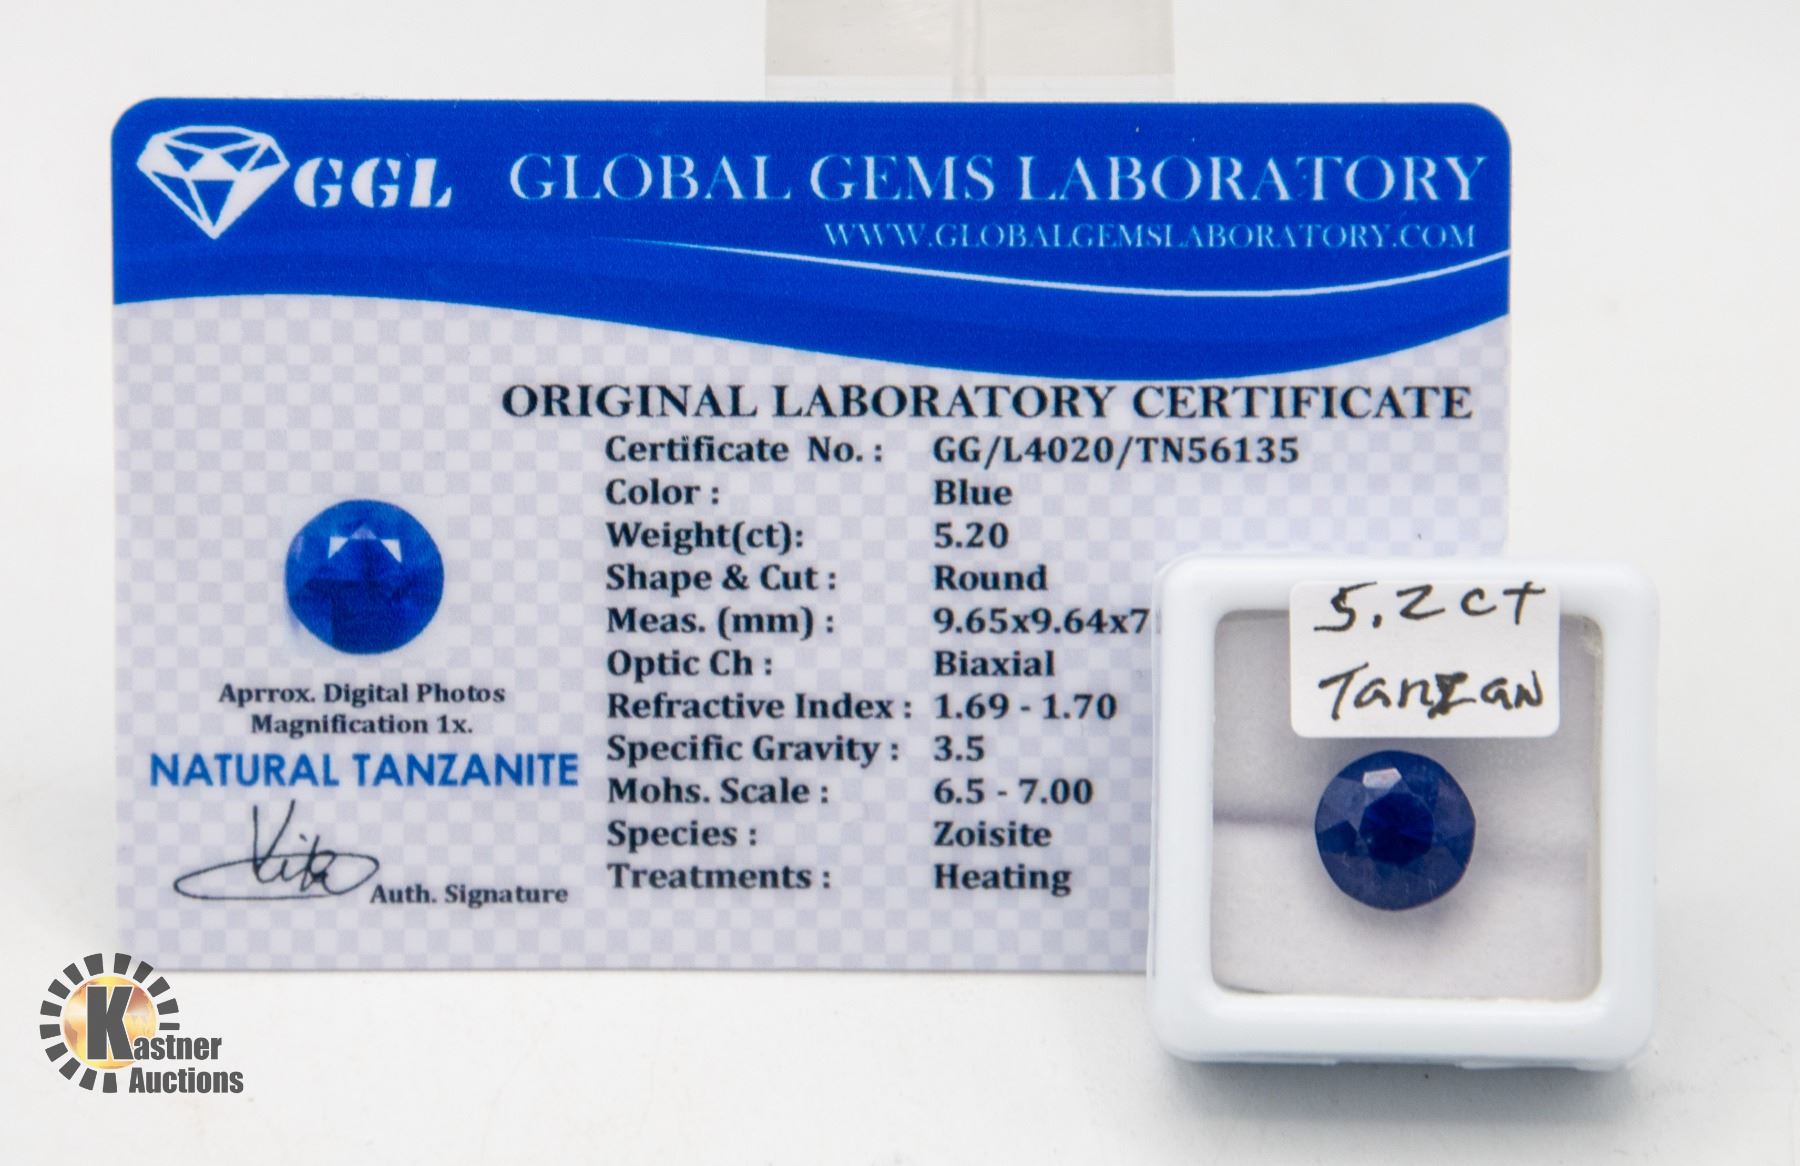 GGL GLOBAL GEMS LABORATORY
WWW.GLOBALGEMSLABORATORY.COM
ORIGINAL LABORATORY CERTIFICATE
Certificate No. : GG/L4020/TN56135
Color : Blue
Weight(ct): 5.20
Shape & Cut : Round
Meas. (mm) : 9.65x9.64x7
Optic Ch : Biaxial
Refractive Index : 1.69 - 1.70
Specific Gravity : 3.5
Mohs. Scale : 6.5 - 7.00
Species : Zoisite
Treatments : Heating
Aprrox. Digital Photos
Magnification 1x.
NATURAL TANZANITE
Auth. Signature
5.2ct
Tanzan
Kastner
Auctions